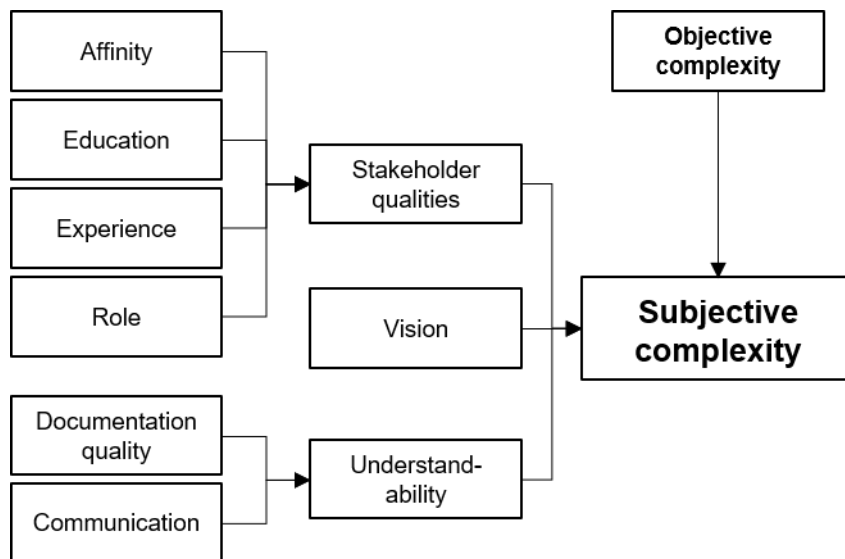 Affinity
Education
Experience
Role
Documentation
quality
Communication
Stakeholder
qualities
Vision
Understand-
ability
Objective
complexity
Subjective
complexity